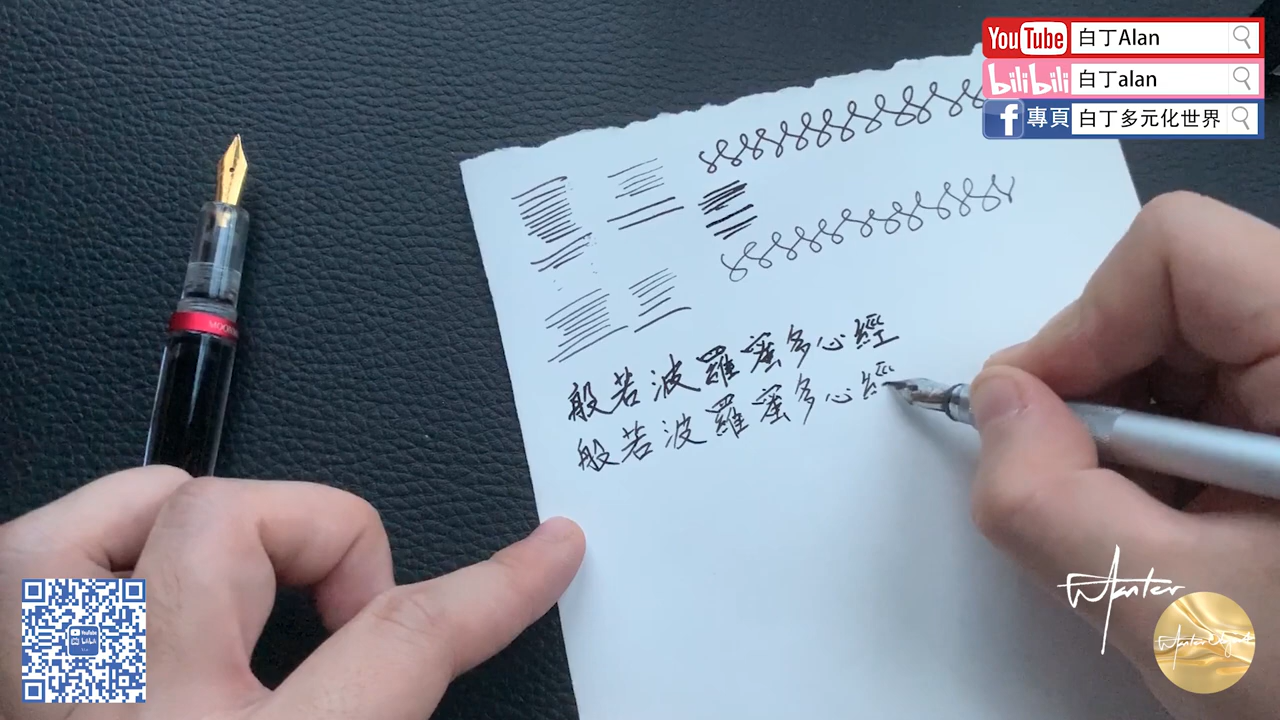 YouTube 白丁Alan
bilibili 白丁alan
f 專頁 白丁多元化世界
般若波羅蜜多心經
般若波羅蜜多心經